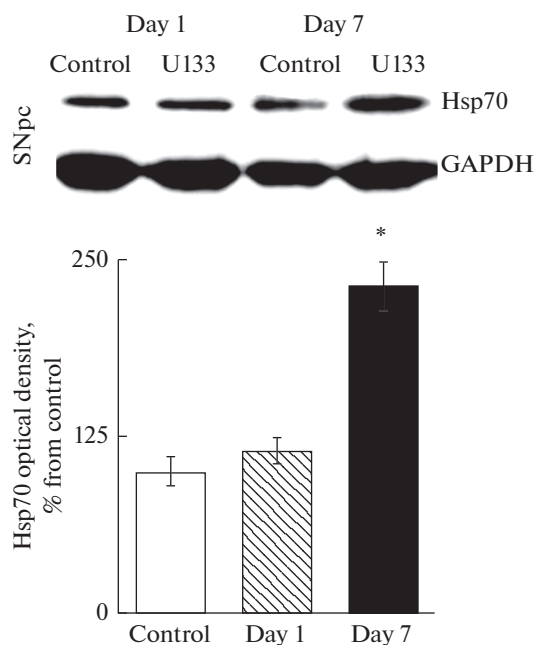 Day 1 Day 7
Control U133 Control U133
SNpc
Hsp70
GAPDH
*
250
125
0
Hsp70 optical density,
% from control
Control Day 1 Day 7